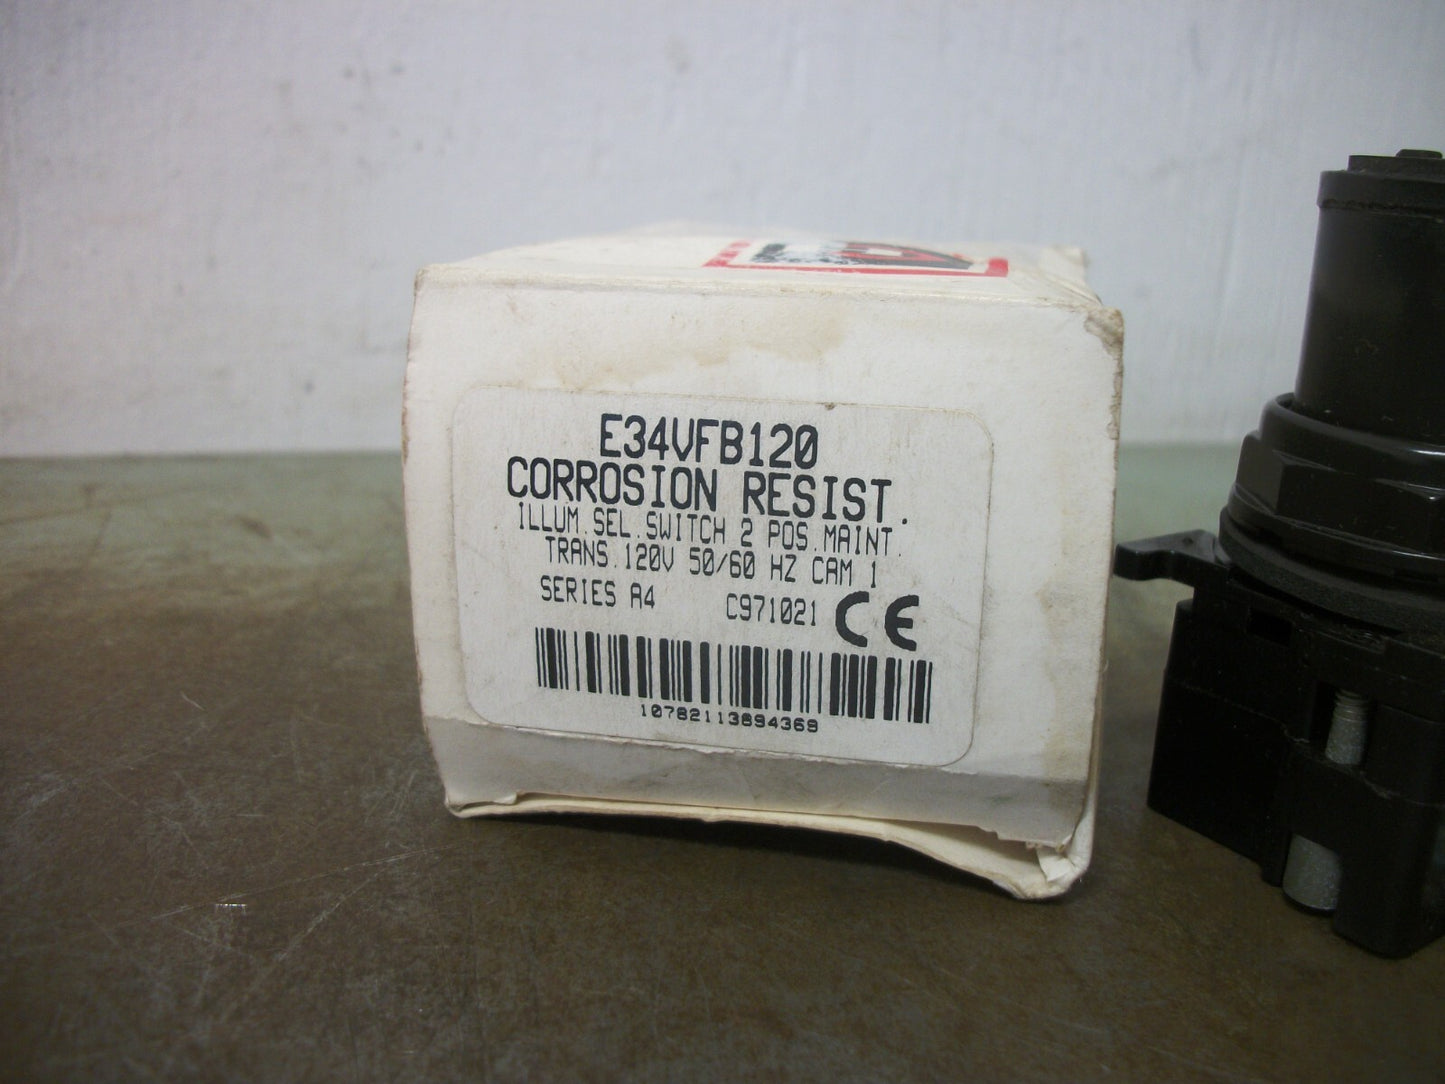 E34VFB120
CORROSION RESIST.
ILLUM.SEL.SWITCH 2 POS.MAINT.
TRANS.120V 50/60 HZ CAM 1
SERIES A4 C971021 CE
10782113894369